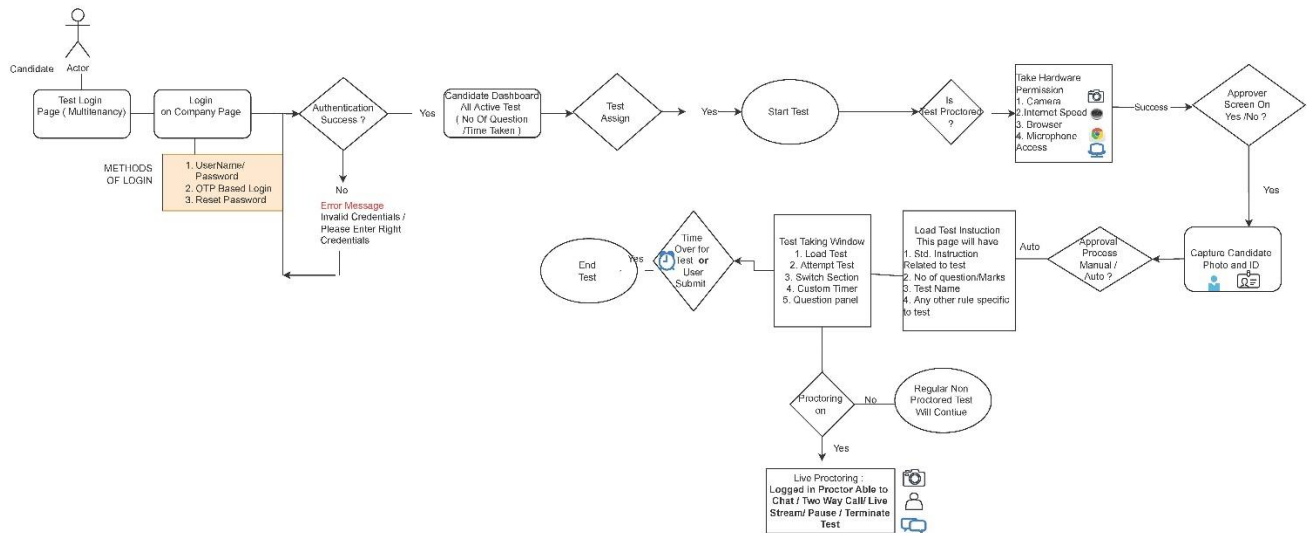 Candidate
Actor
Test Login
Page ( Multitenancy)
Login
on Company Page
METHODS
OF LOGIN
1. UserName/
Password
2. OTP Based Login
3. Reset Password
Authentication
Success ?
Yes
No
Error Message
Invalid Credentials /
Please Enter Right
Credentials
Candidate Dashboard
All Active Test
( No Of Question
/Time Taken )
Test
Assign
Yes
Start Test
Is
Test Proctored
?
Take Hardware
Permission
1. Camera
2.Internet Speed
3. Browser
4. Microphone
Access
Success
Approver
Screen On
Yes /No ?
Yes
Capture Candidate
Photo and ID
Approval
Process
Manual /
Auto ?
Auto
Load Test Instuction
This page will have
1. Std. Instruction
Related to test
2. No of question/Marks
3. Test Name
4. Any other rule specific
to test
Test Taking Window
1. Load Test
2. Attempt Test
3. Switch Section
4. Custom Timer
5. Question panel
Time
Over for
Test or
User
Submit
Yes
End
Test
Proctoring
on
No
Regular Non
Proctored Test
Will Contiue
Yes
Live Proctoring :
Logged in Proctor Able to
Chat / Two Way Call/ Live
Stream/ Pause / Terminate
Test